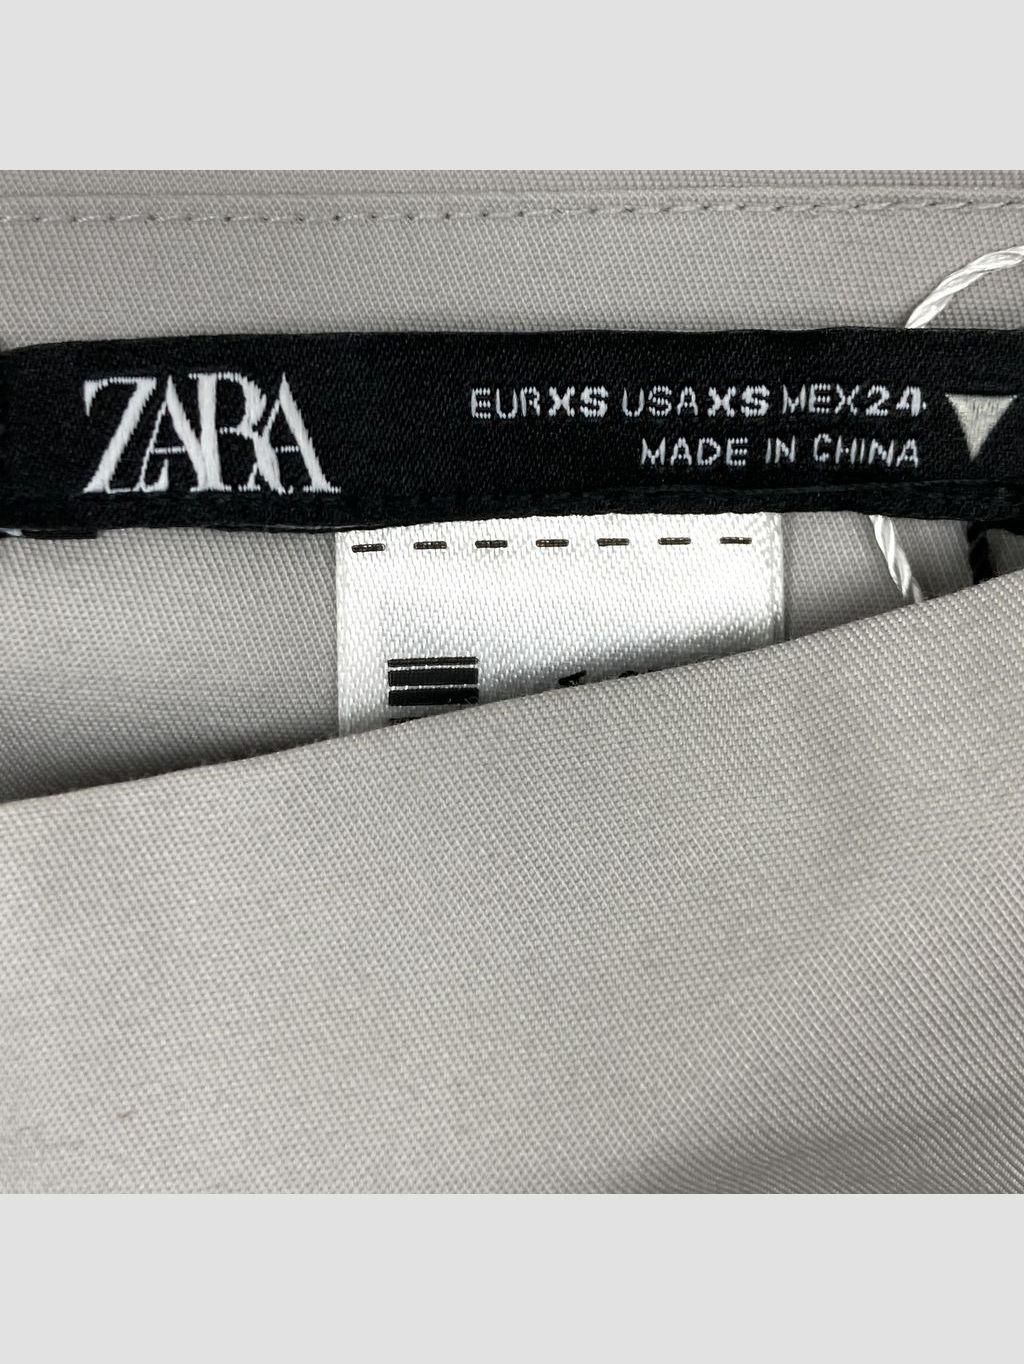 ZARA
EUR XS USA XS MEX 24
MADE IN CHINA